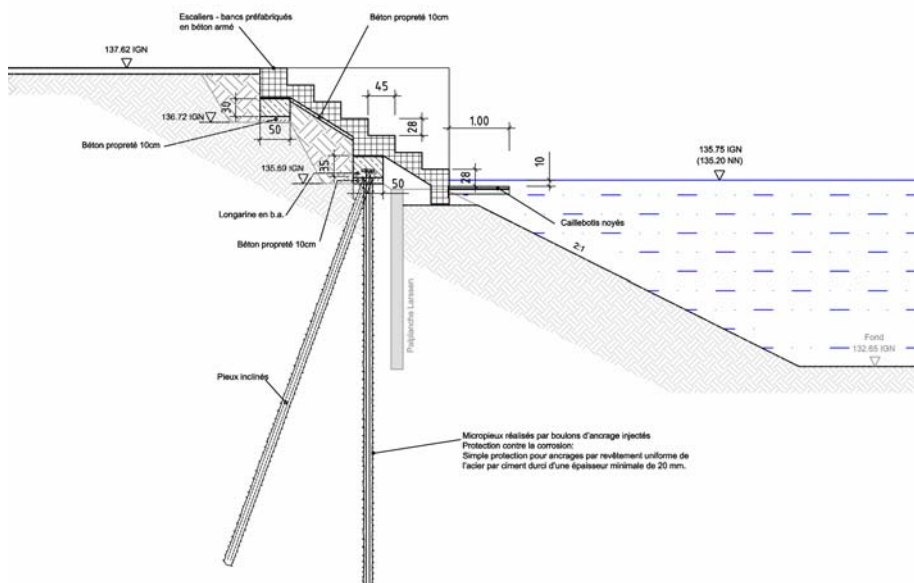 Escaliers - bancs préfabriqués
en béton armé
Béton propreté 10cm
137.62 IGN
45
1.00
30
136.72 IGN
28
50
Béton propreté 10cm
135.75 IGN
(135.20 NN)
10
35
135.69 IGN
28
50
Longarine en b.a.
Caillebotis noyés
Béton propreté 10cm
2:1
Palplanche Larssen
Fond
132.65 IGN
Pieux inclinés
Micropieux réalisés par boulons d'ancrage injectés
Protection contre la corrosion:
Simple protection pour ancrages par revêtement uniforme de
l'acier par ciment durci d'une épaisseur minimale de 20 mm.